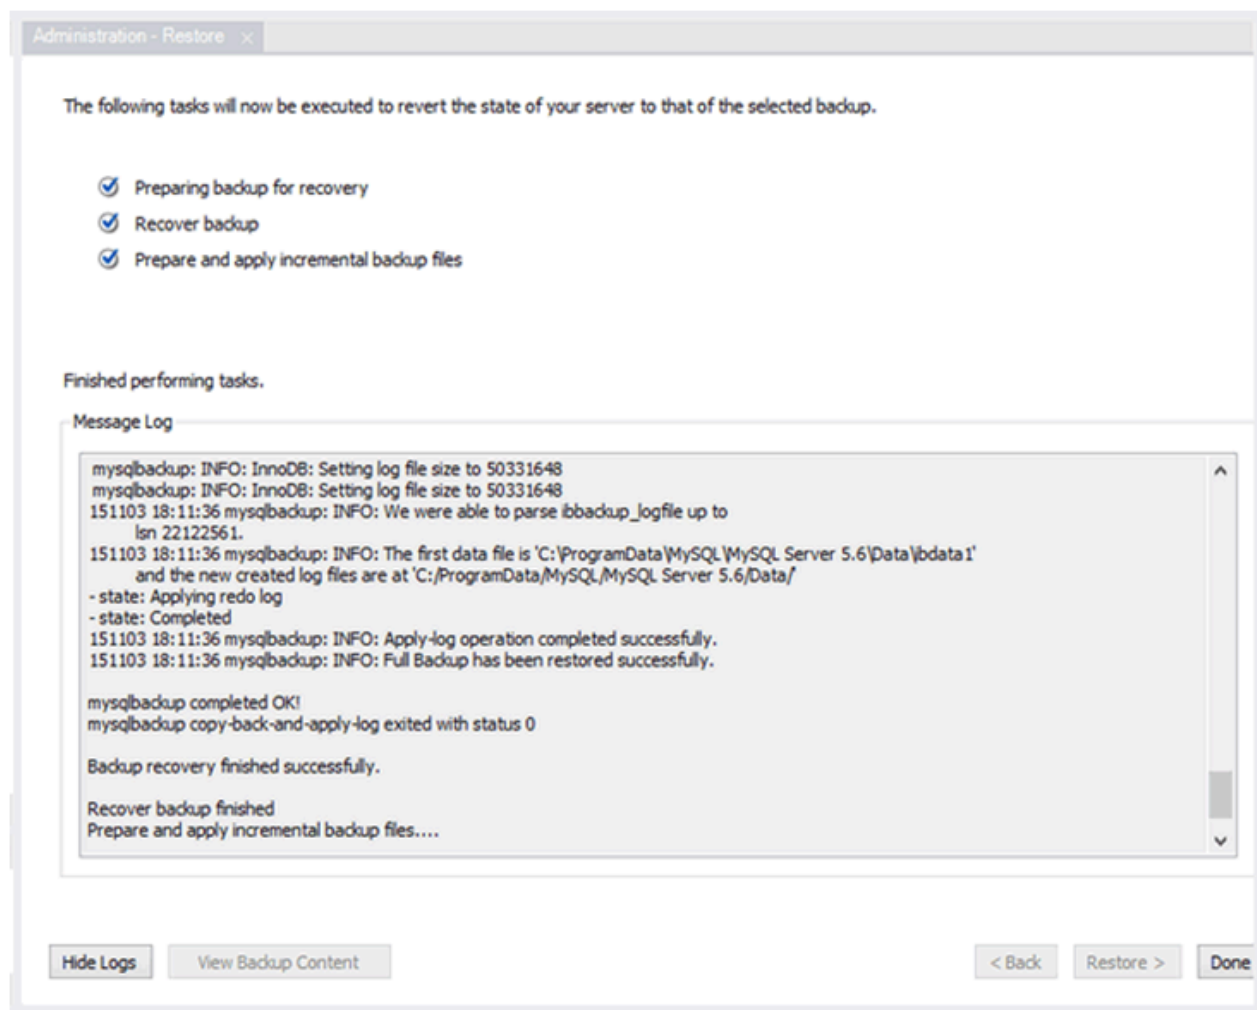 Administration - Restore ×
The following tasks will now be executed to revert the state of your server to that of the selected backup.
Preparing backup for recovery
Recover backup
Prepare and apply incremental backup files
Finished performing tasks.
Message Log
mysqlbackup: INFO: InnoDB: Setting log file size to 50331648
mysqlbackup: INFO: InnoDB: Setting log file size to 50331648
151103 18:11:36 mysqlbackup: INFO: We were able to parse ibbackup_logfile up to
lsn 22122561.
151103 18:11:36 mysqlbackup: INFO: The first data file is 'C:\ProgramData\MySQL\MySQL Server 5.6\Data\ibdata1'
and the new created log files are at 'C:/ProgramData/MySQL/MySQL Server 5.6/Data/'
- state: Applying redo log
- state: Completed
151103 18:11:36 mysqlbackup: INFO: Apply-log operation completed successfully.
151103 18:11:36 mysqlbackup: INFO: Full Backup has been restored successfully.
mysqlbackup completed OK!
mysqlbackup copy-back-and-apply-log exited with status 0
Backup recovery finished successfully.
Recover backup finished
Prepare and apply incremental backup files....
Hide Logs View Backup Content < Back Restore > Done